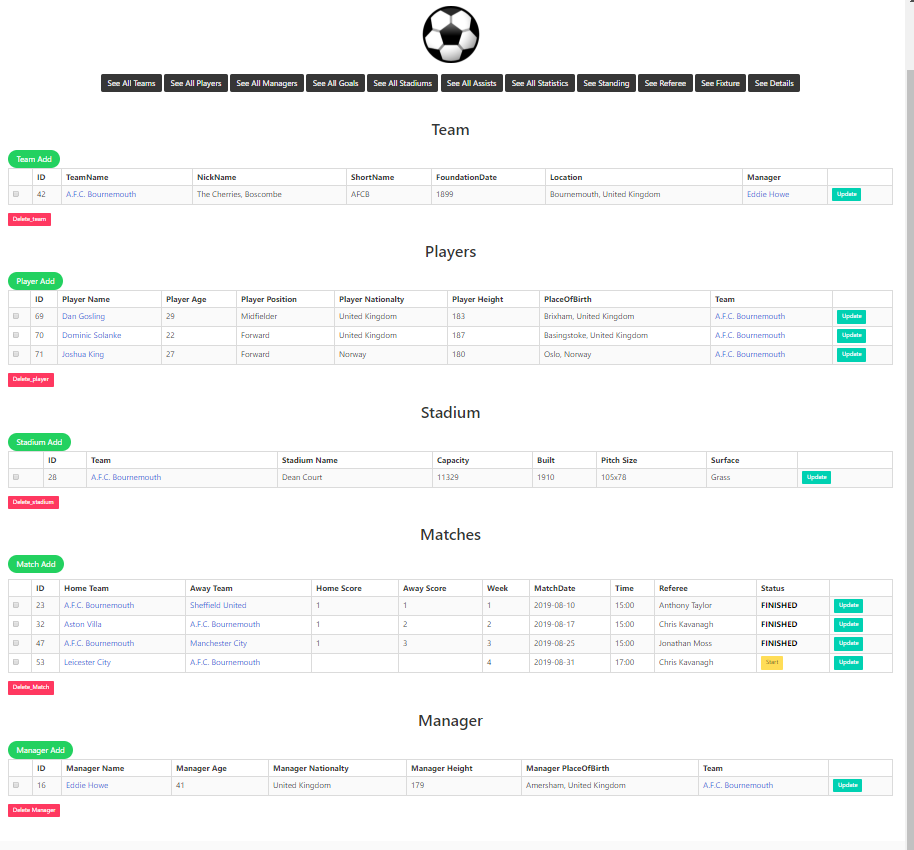 See All Teams See All Players See All Managers See All Goals See All Stadiums See All Assists See All Statistics See Standing See Referee See Fixture See Details
Team
Team Add
ID TeamName NickName ShortName FoundationDate Location Manager
42 A.F.C. Bournemouth The Cherries, Boscombe AFCB 1899 Bournemouth, United Kingdom Eddie Howe Update
Delete_team
Players
Player Add
ID Player Name Player Age Player Position Player Nationalty Player Height PlaceOfBirth Team
69 Dan Gosling 29 Midfielder United Kingdom 183 Brixham, United Kingdom A.F.C. Bournemouth Update
70 Dominic Solanke 22 Forward United Kingdom 187 Basingstoke, United Kingdom A.F.C. Bournemouth Update
71 Joshua King 27 Forward Norway 180 Oslo, Norway A.F.C. Bournemouth Update
Delete_player
Stadium
Stadium Add
ID Team Stadium Name Capacity Built Pitch Size Surface
28 A.F.C. Bournemouth Dean Court 11329 1910 105x78 Grass Update
Delete_stadium
Matches
Match Add
ID Home Team Away Team Home Score Away Score Week MatchDate Time Referee Status
23 A.F.C. Bournemouth Sheffield United 1 1 1 2019-08-10 15:00 Anthony Taylor FINISHED Update
32 Aston Villa A.F.C. Bournemouth 1 2 2 2019-08-17 15:00 Chris Kavanagh FINISHED Update
47 A.F.C. Bournemouth Manchester City 1 3 3 2019-08-25 15:00 Jonathan Moss FINISHED Update
53 Leicester City A.F.C. Bournemouth 4 2019-08-31 17:00 Chris Kavanagh Start Update
Delete_Match
Manager
Manager Add
ID Manager Name Manager Age Manager Nationalty Manager Height Manager PlaceOfBirth Team
16 Eddie Howe 41 United Kingdom 179 Amersham, United Kingdom A.F.C. Bournemouth Update
Delete Manager